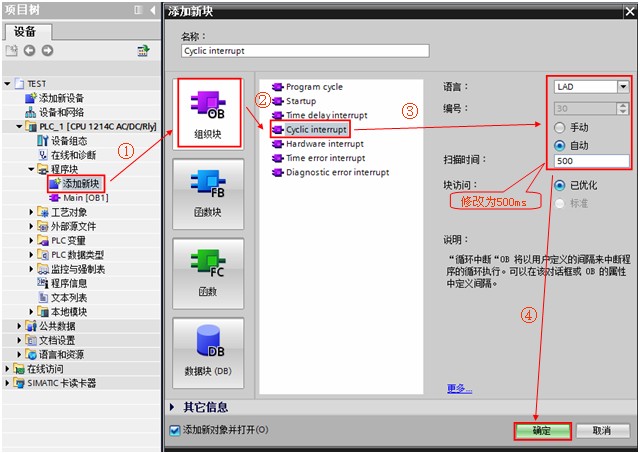 项目树
设备
TEST
添加新设备
设备和网络
PLC_1 [CPU 1214C AC/DC/Rly]
设备组态
在线和诊断
程序块
添加新块
Main [OB1]
工艺对象
外部源文件
PLC 变量
PLC 数据类型
监控与强制表
程序信息
文本列表
本地模块
公共数据
文档设置
语言和资源
在线访问
SIMATIC 卡读卡器
①
添加新块
名称：
Cyclic interrupt
OB
组织块
FB
函数块
FC
函数
DB
数据块 (DB)
②
Program cycle
Startup
Time delay interrupt
Cyclic interrupt
Hardware interrupt
Time error interrupt
Diagnostic error interrupt
③
语言：
LAD
编号：
30
手动
自动
扫描时间：
500
块访问：
已优化
修改为500ms
标准
说明：
“循环中断“OB 将以用户定义的间隔来中断程
序的循环执行。可以在该对话框或 OB 的属性
中定义间隔。
④
更多...
其它信息
添加新对象并打开(O)
确定
取消